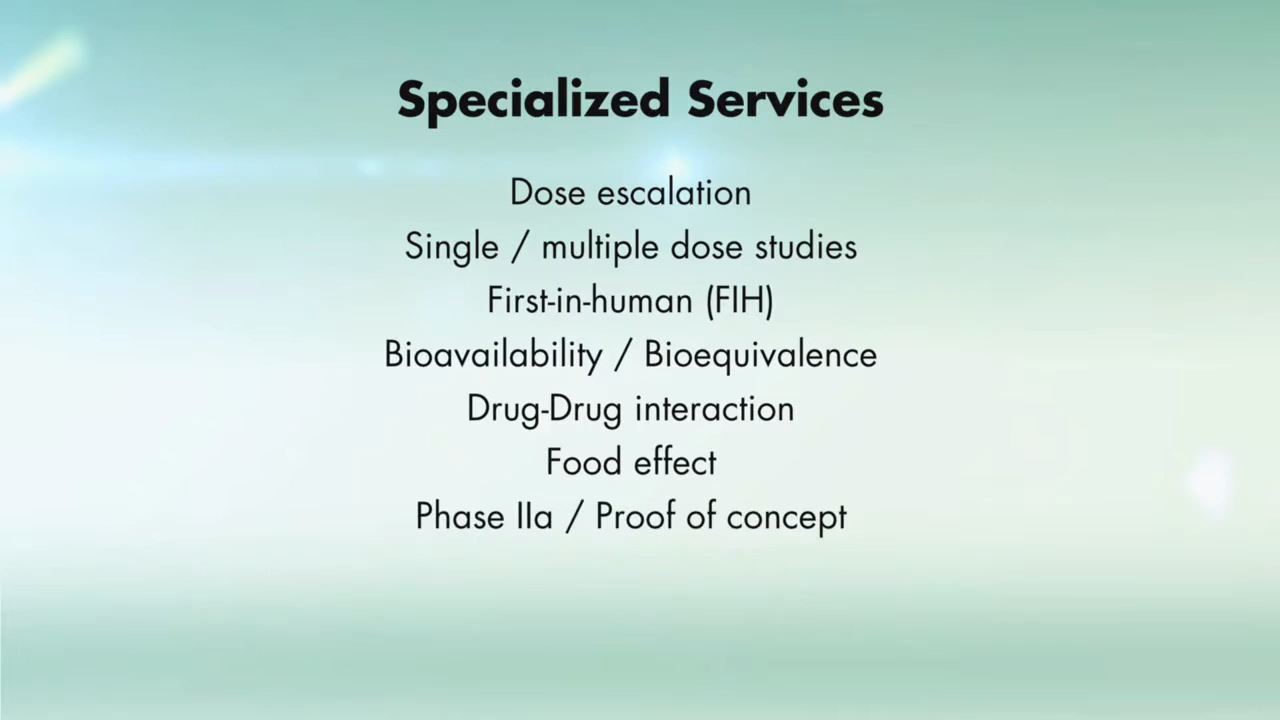 Specialized Services
Dose escalation
Single / multiple dose studies
First-in-human (FIH)
Bioavailability / Bioequivalence
Drug-Drug interaction
Food effect
Phase IIa / Proof of concept